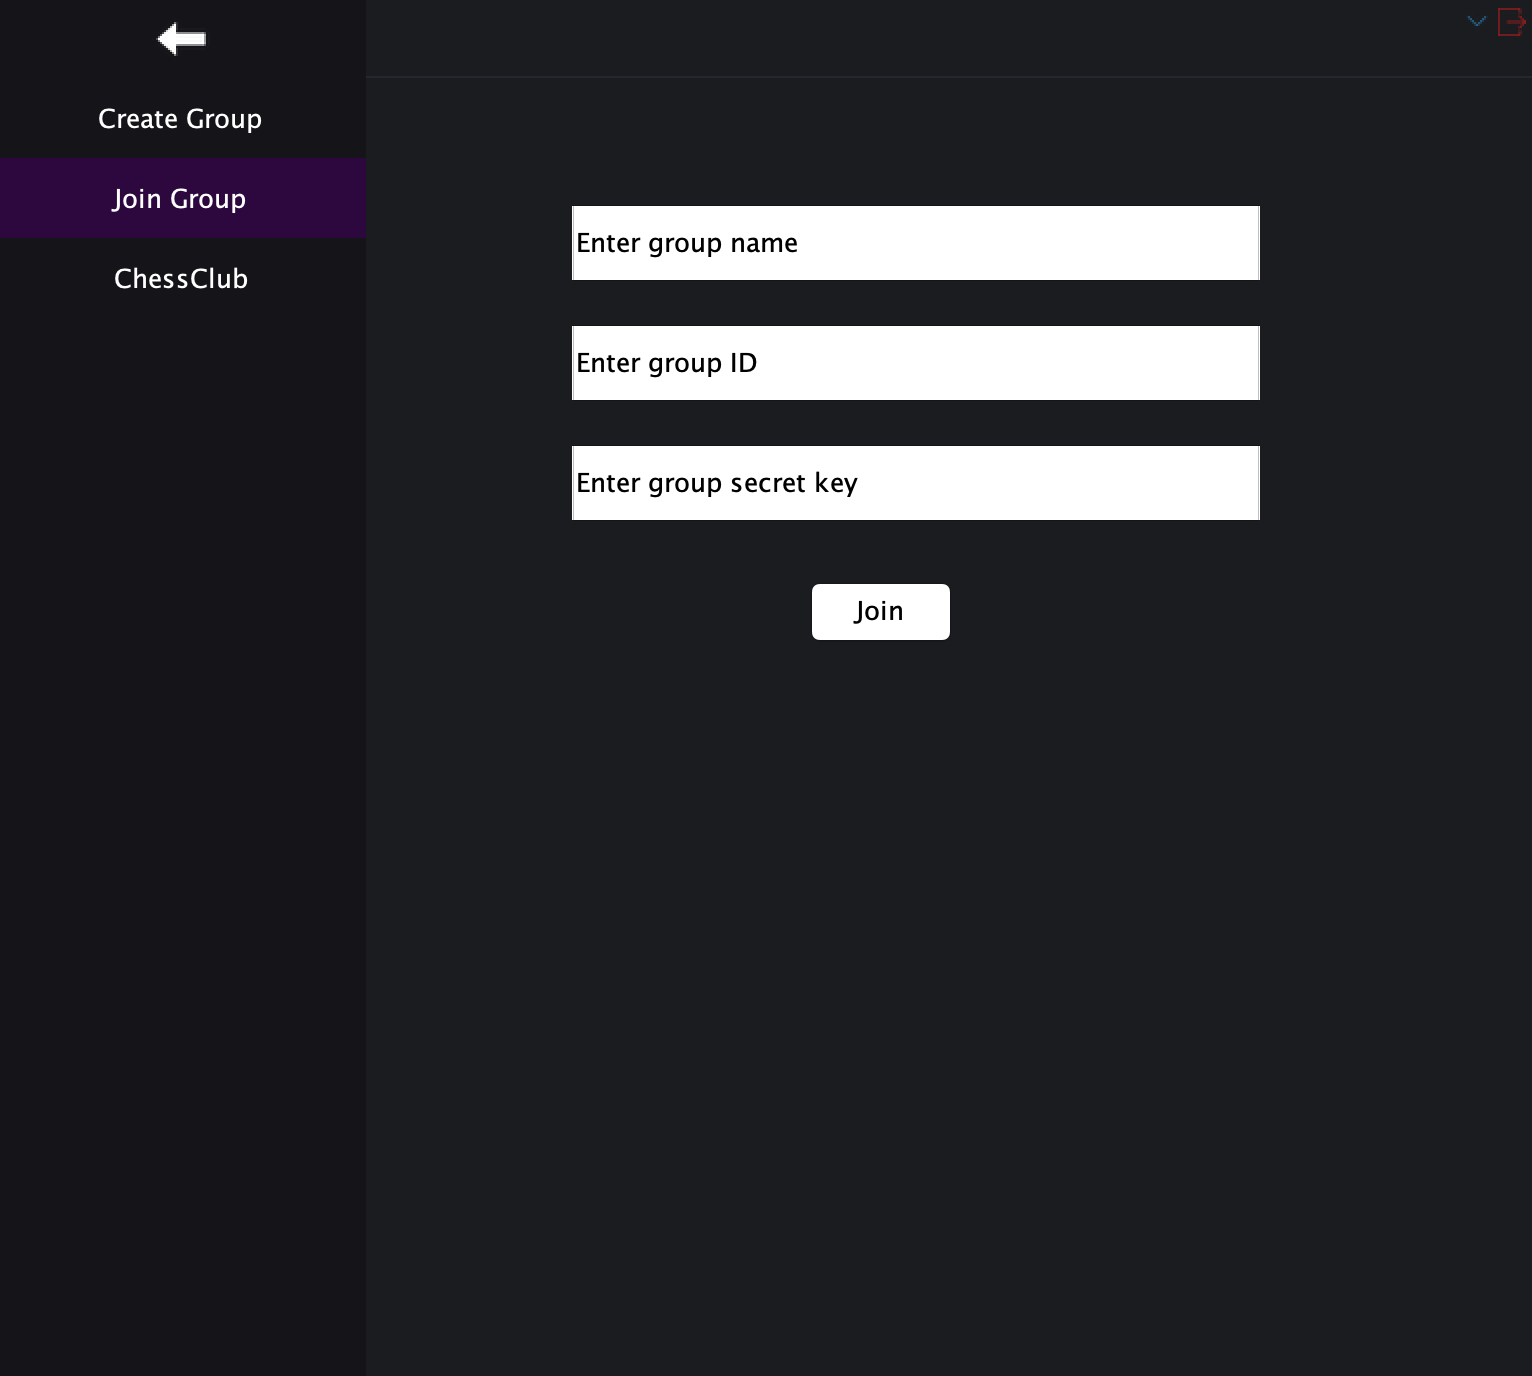 Create Group
Join Group
ChessClub
Enter group name
Enter group ID
Enter group secret key
Join